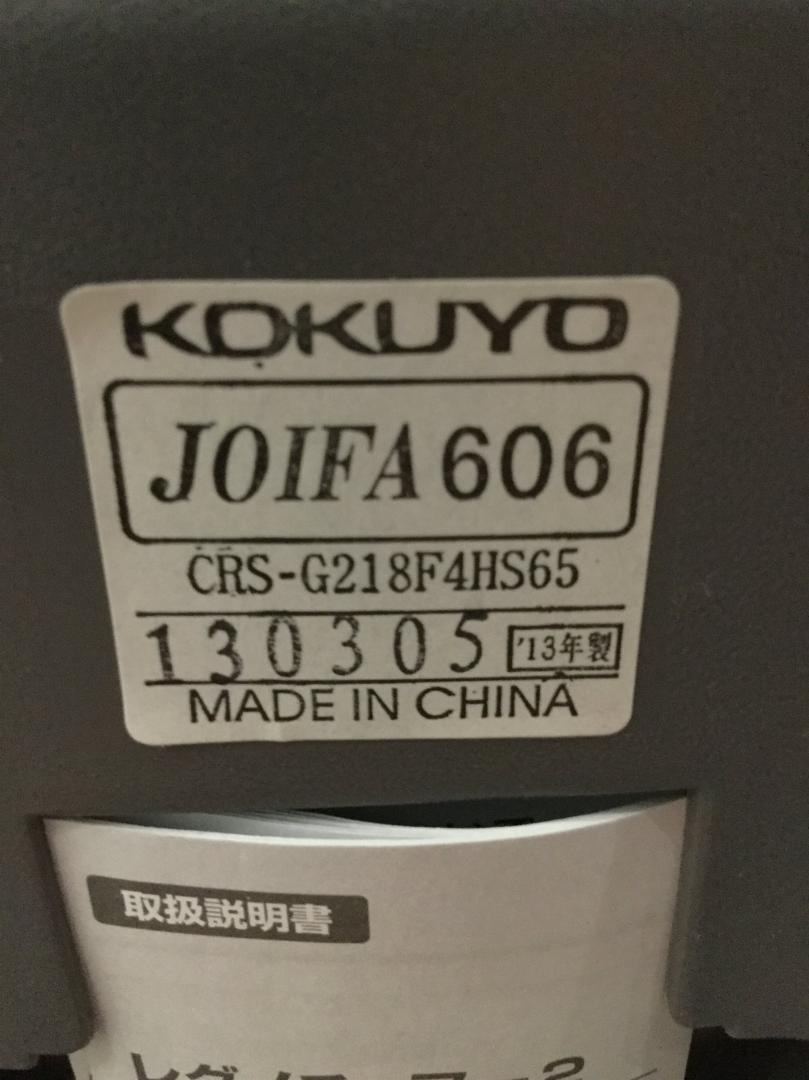 KOKUYO
JOIFA 606
CRS-G218F4HS65
130305 '13年製
MADE IN CHINA
取扱説明書